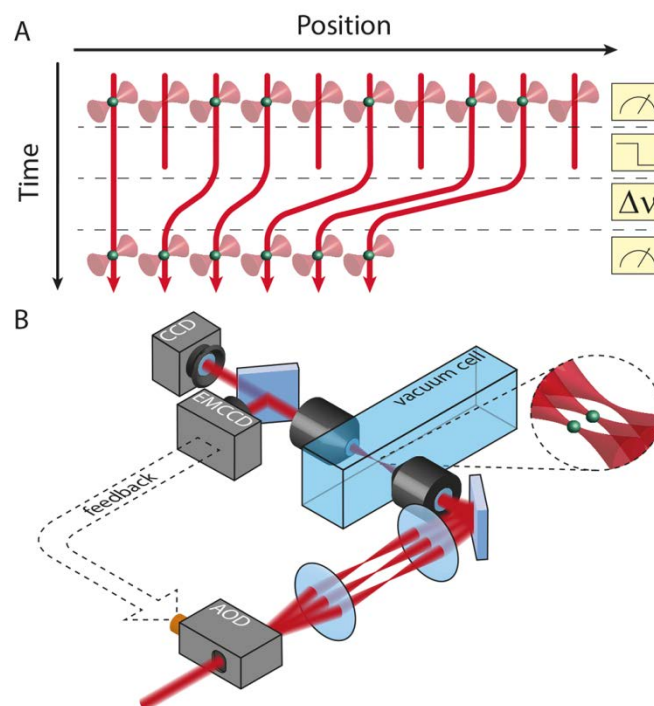 A
Position
Time
Δν
B
CCD
EMCCD
vacuum cell
feedback
AOD